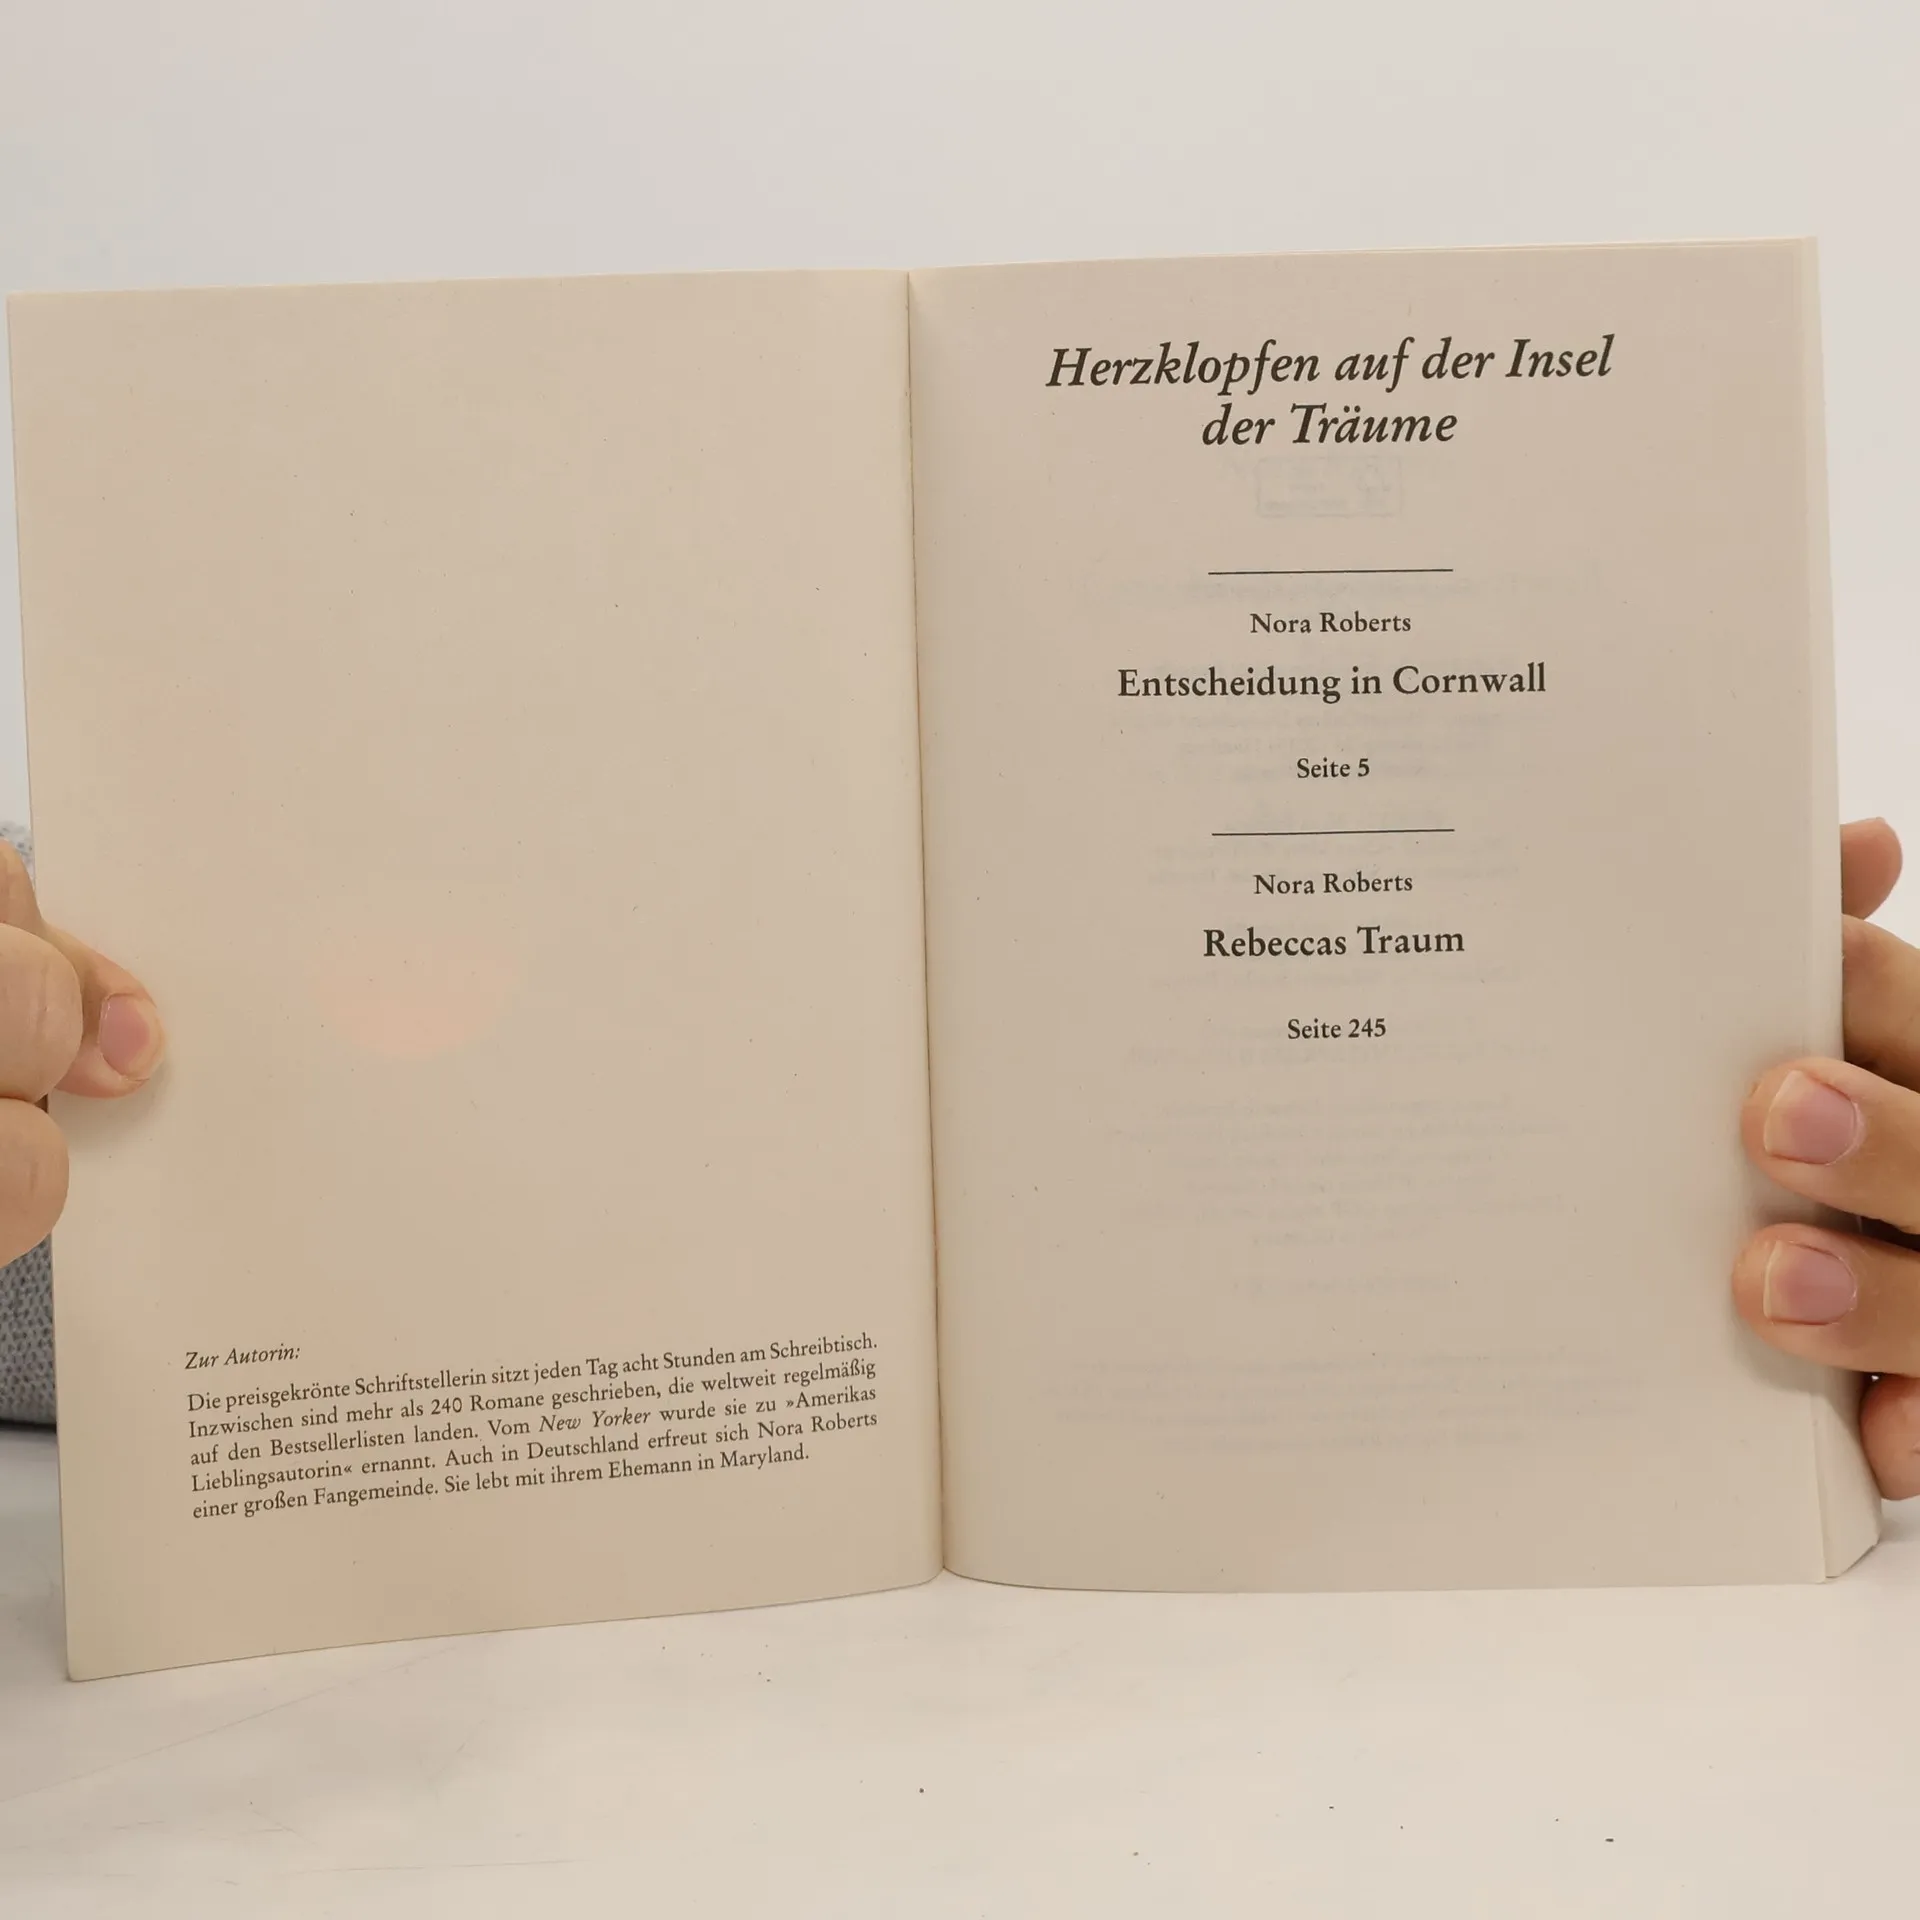 Zur Autorin:
Die preisgekrönte Schriftstellerin sitzt jeden Tag acht Stunden am Schreibtisch.
Inzwischen sind mehr als 240 Romane geschrieben, die weltweit regelmäßig
auf den Bestsellerlisten landen. Vom New Yorker wurde sie zu »Amerikas
Lieblingsautorin« ernannt. Auch in Deutschland erfreut sich Nora Roberts
einer großen Fangemeinde. Sie lebt mit ihrem Ehemann in Maryland.
Herzklopfen auf der Insel
der Träume
Nora Roberts
Entscheidung in Cornwall
Seite 5
Nora Roberts
Rebeccas Traum
Seite 245